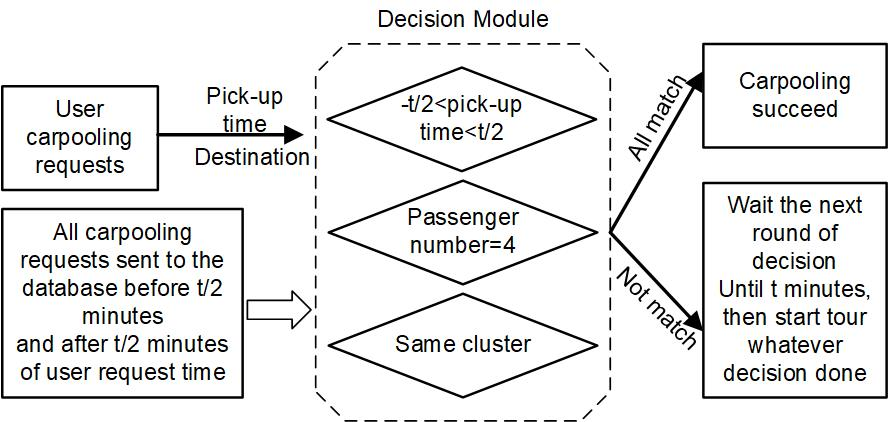 Decision Module
User
carpooling
requests
Pick-up
time
Destination
All carpooling
requests sent to the
database before t/2
minutes
and after t/2 minutes
of user request time
-t/2<pick-up
time<t/2
Passenger
number=4
Same cluster
All match
Not match
Carpooling
succeed
Wait the next
round of
decision
Until t minutes,
then start tour
whatever
decision done